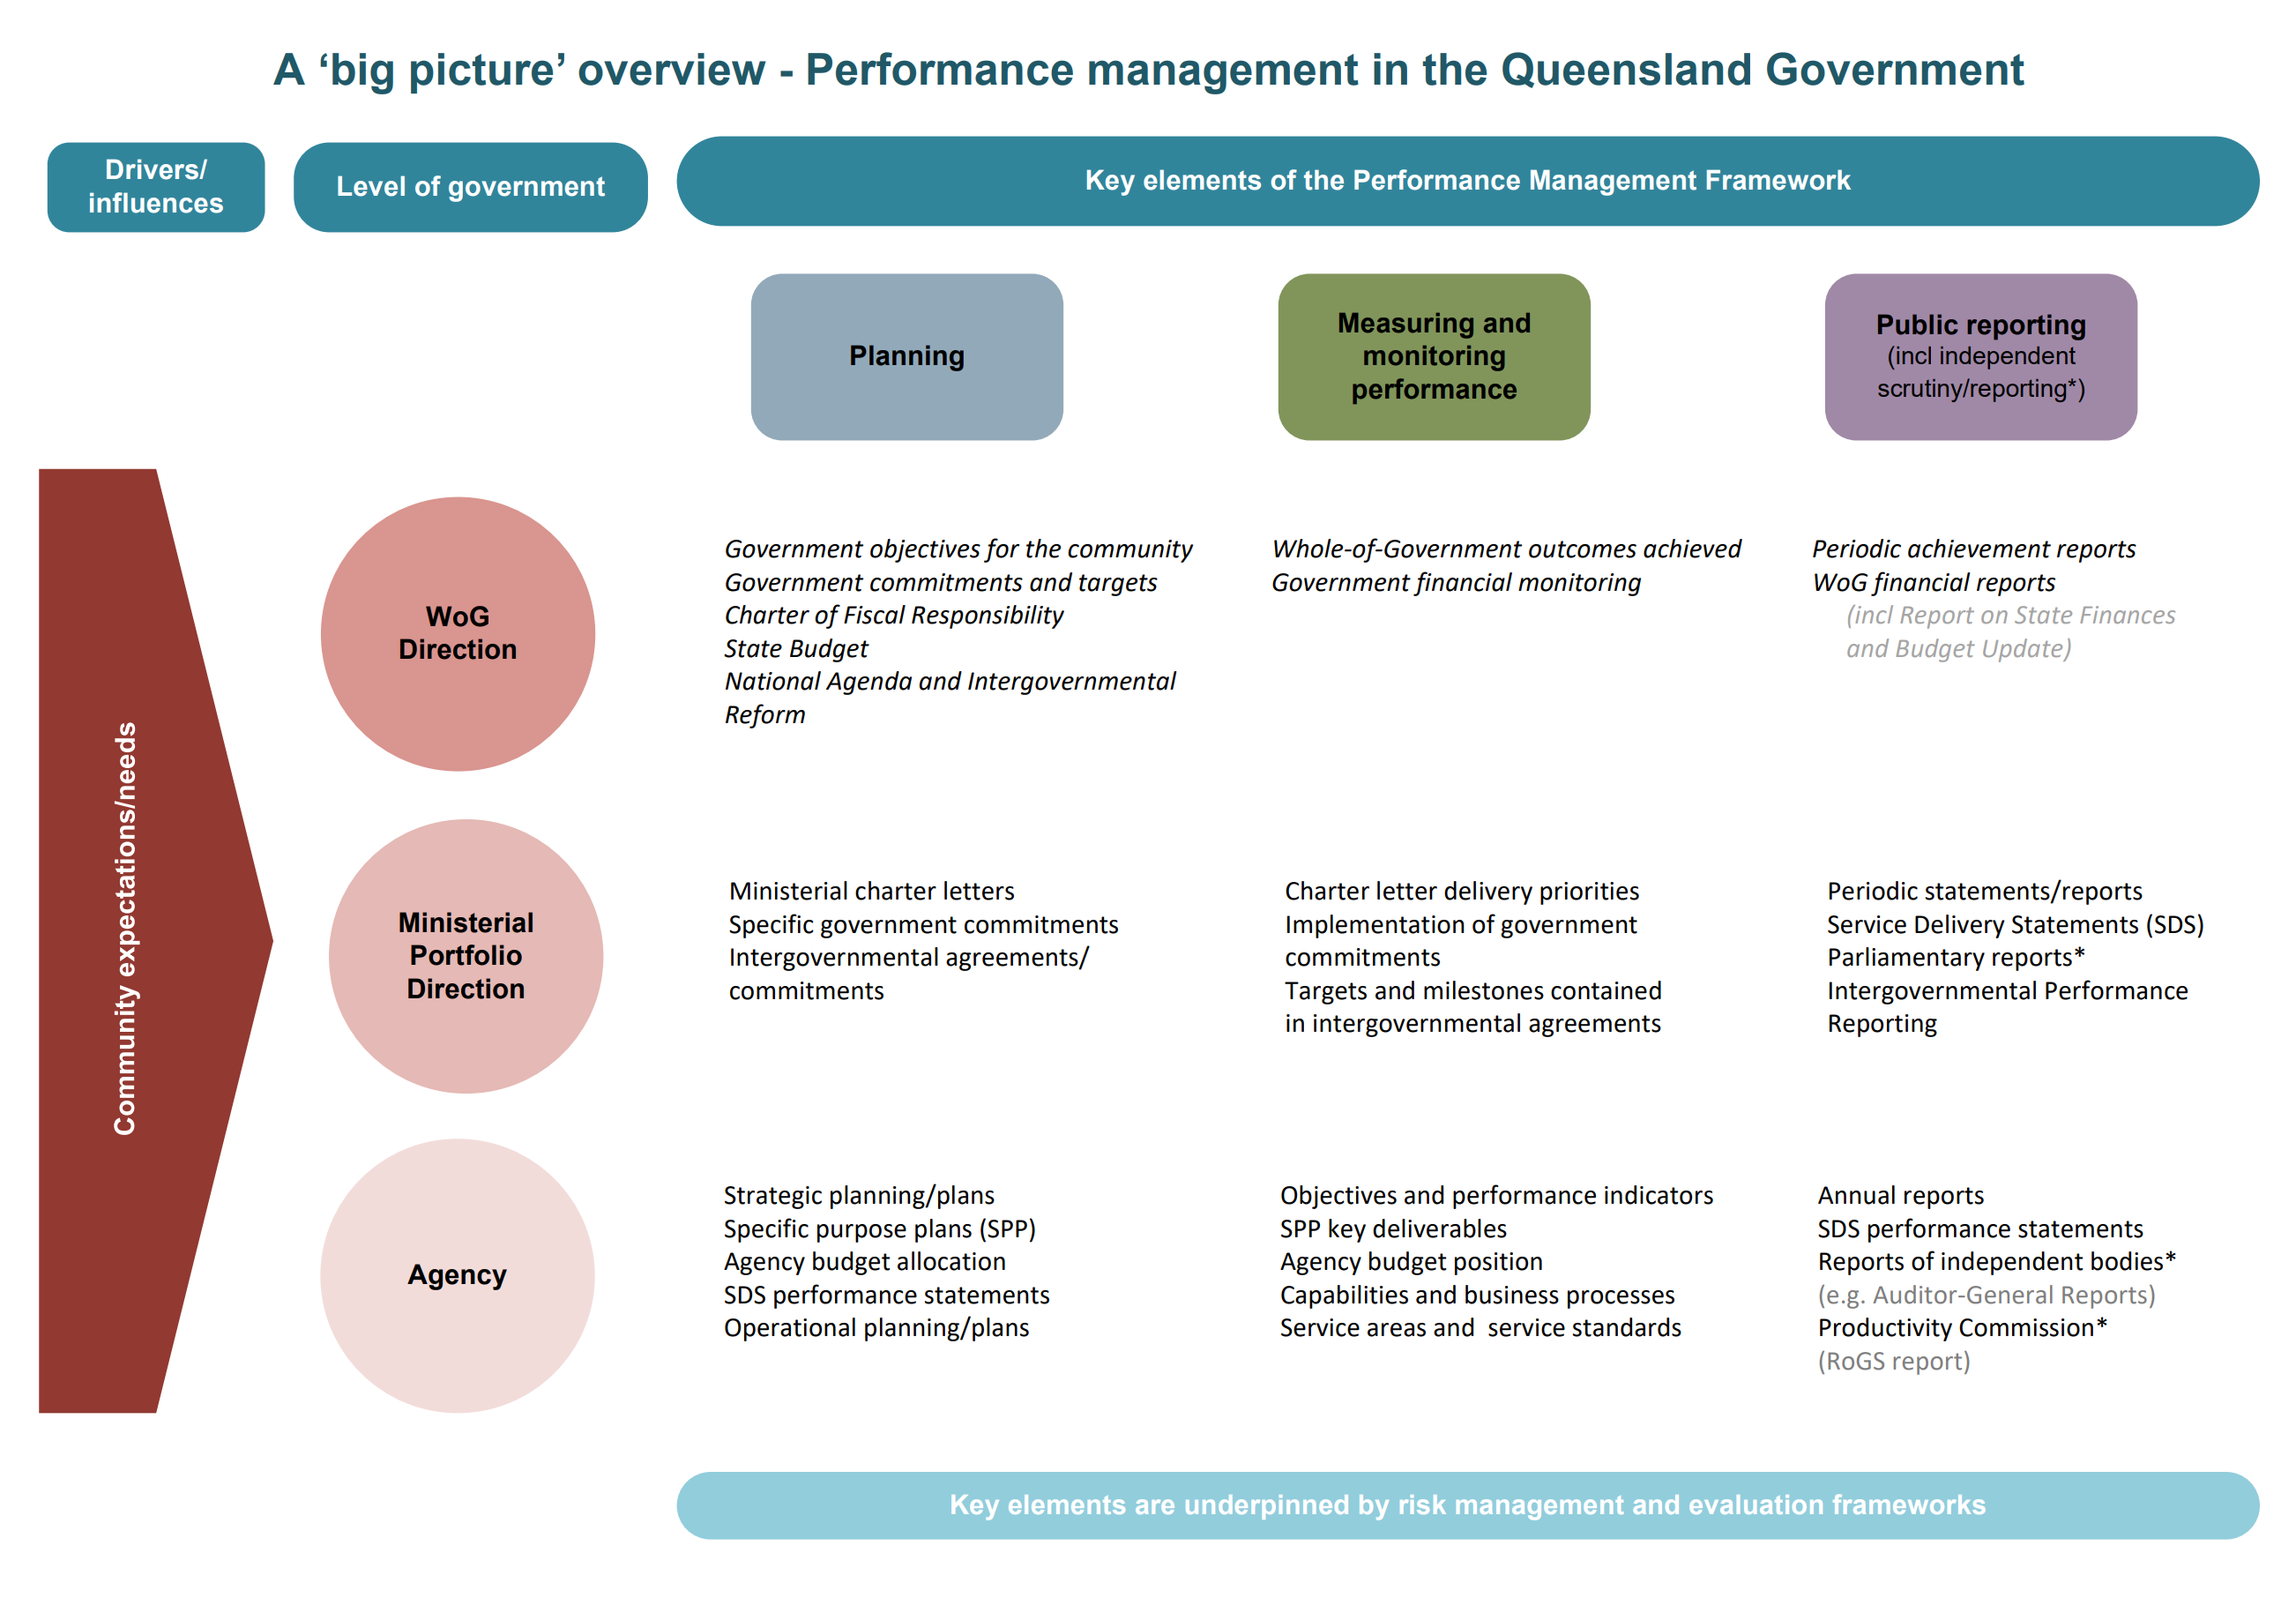 A ‘big picture’ overview - Performance management in the Queensland Government
Drivers/
influences
Level of government
Key elements of the Performance Management Framework
Planning
Measuring and
monitoring
performance
Public reporting
(incl independent
scrutiny/reporting*)
Community expectations/needs
WoG
Direction
Government objectives for the community
Government commitments and targets
Charter of Fiscal Responsibility
State Budget
National Agenda and Intergovernmental
Reform
Whole-of-Government outcomes achieved
Government financial monitoring
Periodic achievement reports
WoG financial reports
(incl Report on State Finances
and Budget Update)
Ministerial
Portfolio
Direction
Ministerial charter letters
Specific government commitments
Intergovernmental agreements/
commitments
Charter letter delivery priorities
Implementation of government
commitments
Targets and milestones contained
in intergovernmental agreements
Periodic statements/reports
Service Delivery Statements (SDS)
Parliamentary reports*
Intergovernmental Performance
Reporting
Agency
Strategic planning/plans
Specific purpose plans (SPP)
Agency budget allocation
SDS performance statements
Operational planning/plans
Objectives and performance indicators
SPP key deliverables
Agency budget position
Capabilities and business processes
Service areas and  service standards
Annual reports
SDS performance statements
Reports of independent bodies*
(e.g. Auditor-General Reports)
Productivity Commission*
(RoGS report)
Key elements are underpinned by risk management and evaluation frameworks